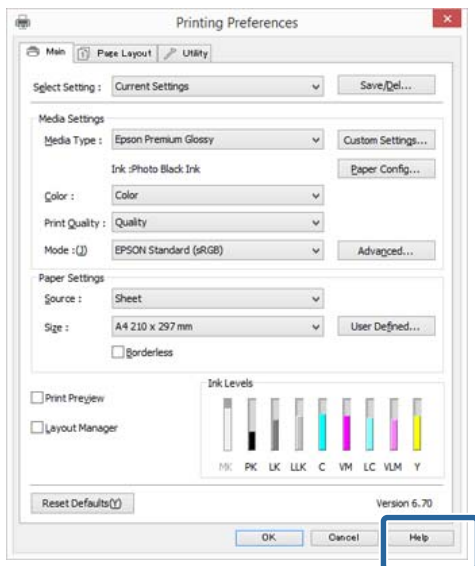 Printing Preferences
Main Page Layout Utility
Select Setting : Current Settings Save/Del...
Media Settings
Media Type : Epson Premium Glossy Custom Settings...
Ink :Photo Black Ink Paper Config...
Color : Color
Print Quality : Quality
Mode :(J) EPSON Standard (sRGB) Advanced...
Paper Settings
Source : Sheet
Size : A4 210 x 297 mm User Defined...
Borderless
Ink Levels
Print Preview
Layout Manager
MK PK LK LLK C VM LC VLM Y
Reset Defaults(Y) Version 6.70
OK Cancel Help